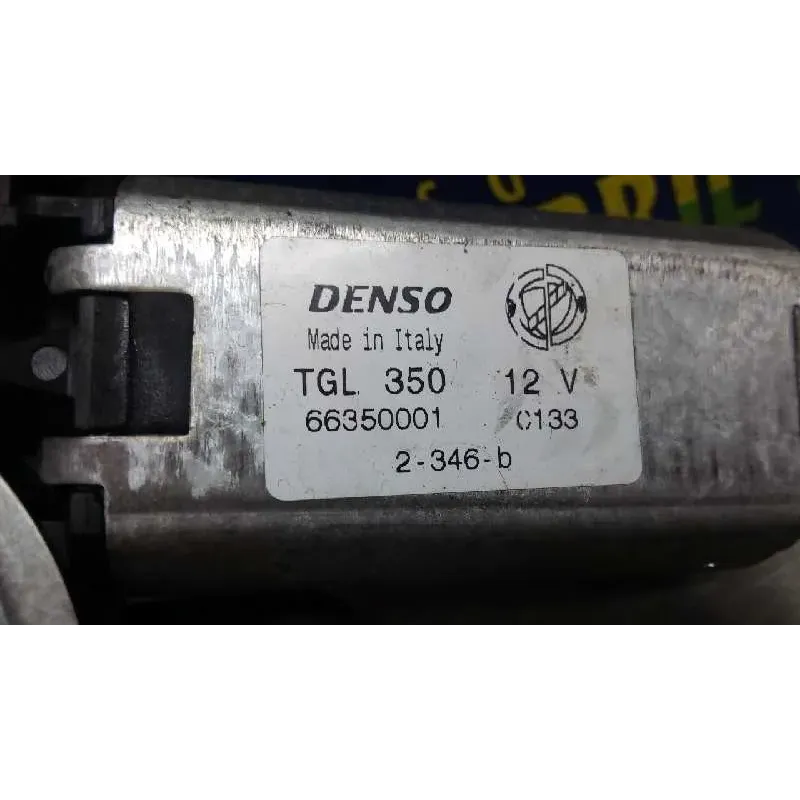 DENSO
Made in Italy
TGL 350 12 V
66350001 C133
2-346-b